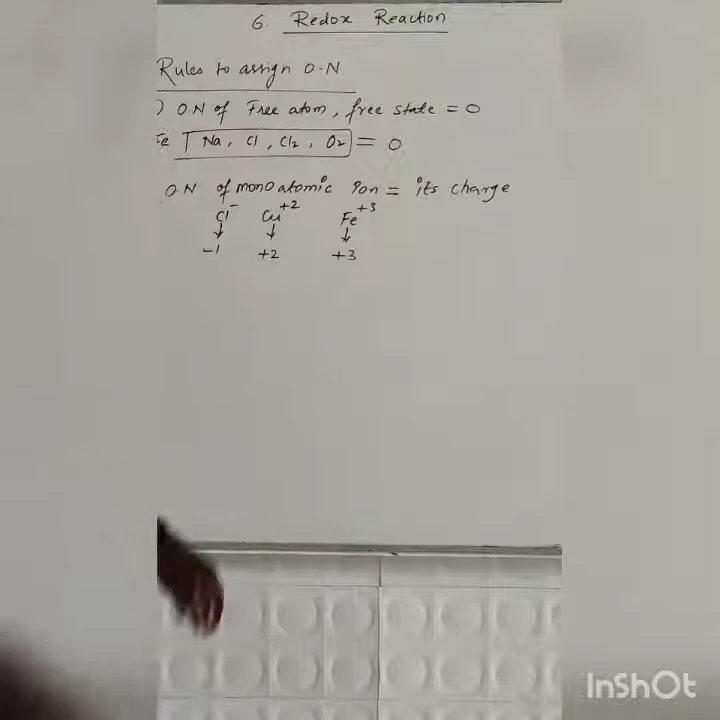 6. Redox Reaction
Rules to assign O.N
) O.N of Free atom, free state = 0
Na, Cl, Cl2, O2 = 0
O.N of monoatomic ion = its charge
Cl⁻ Cu⁺² Fe⁺³
↓ ↓ ↓
-1 +2 +3
InShOt